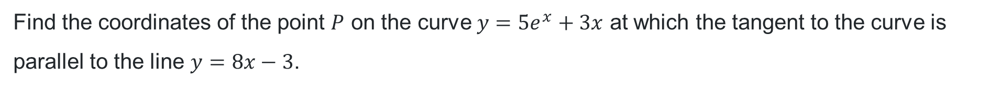 Find the coordinates of the point P on the curve y = 5eˣ + 3x at which the tangent to the curve is
parallel to the line y = 8x − 3.